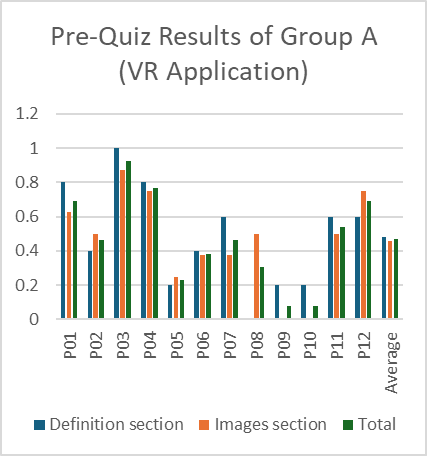 Pre-Quiz Results of Group A
(VR Application)
1.2
1
0.8
0.6
0.4
0.2
0
P01
P02
P03
P04
P05
P06
P07
P08
P09
P10
P11
P12
Average
Definition section
Images section
Total